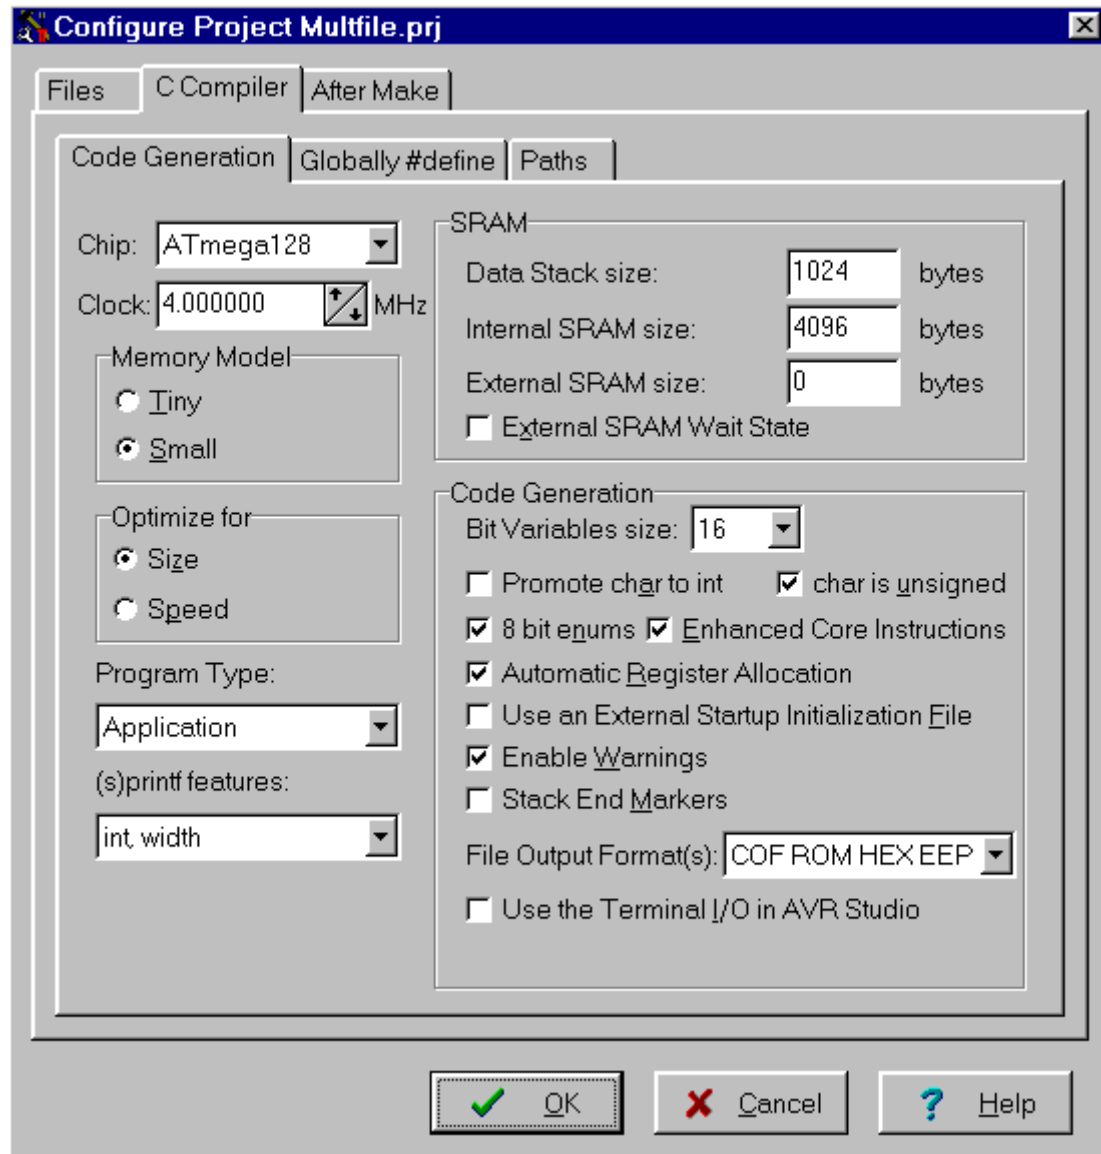 Configure Project Multfile.prj
Files C Compiler After Make
Code Generation Globally #define Paths
Chip: ATmega128
Clock: 4.000000 MHz
Memory Model
Tiny
Small
Optimize for
Size
Speed
Program Type:
Application
(s)printf features:
int, width
SRAM
Data Stack size: 1024 bytes
Internal SRAM size: 4096 bytes
External SRAM size: 0 bytes
External SRAM Wait State
Code Generation
Bit Variables size: 16
Promote char to int char is unsigned
8 bit enums Enhanced Core Instructions
Automatic Register Allocation
Use an External Startup Initialization File
Enable Warnings
Stack End Markers
File Output Format(s): COF ROM HEX EEP
Use the Terminal I/O in AVR Studio
OK Cancel Help